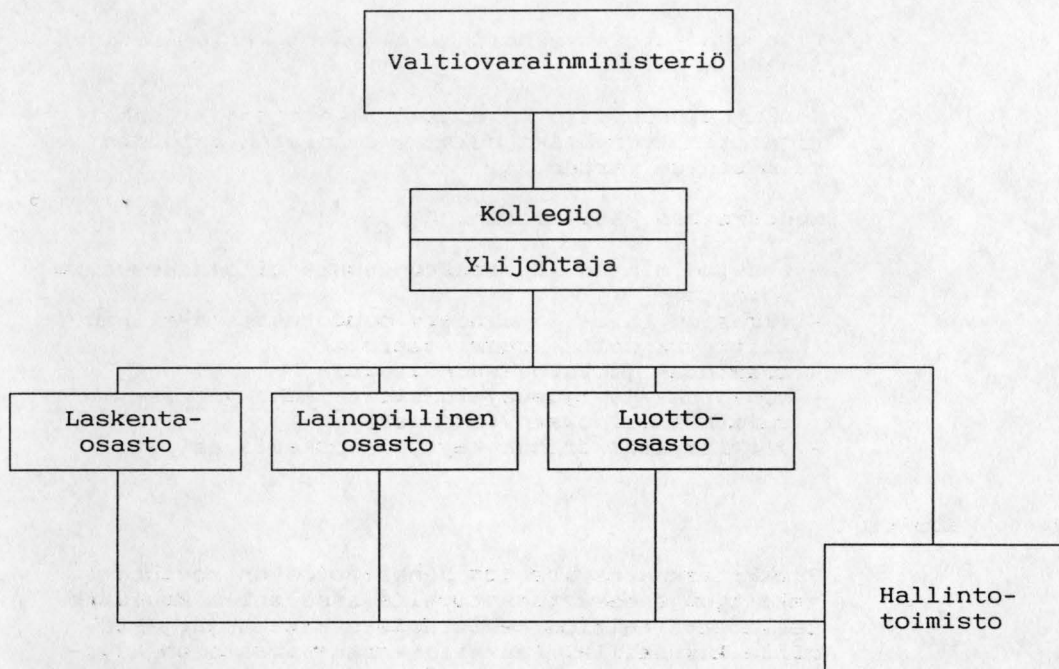 Valtiovarainministeriö
Kollegio
Ylijohtaja
Laskenta-
osasto
Lainopillinen
osasto
Luotto-
osasto
Hallinto-
toimisto